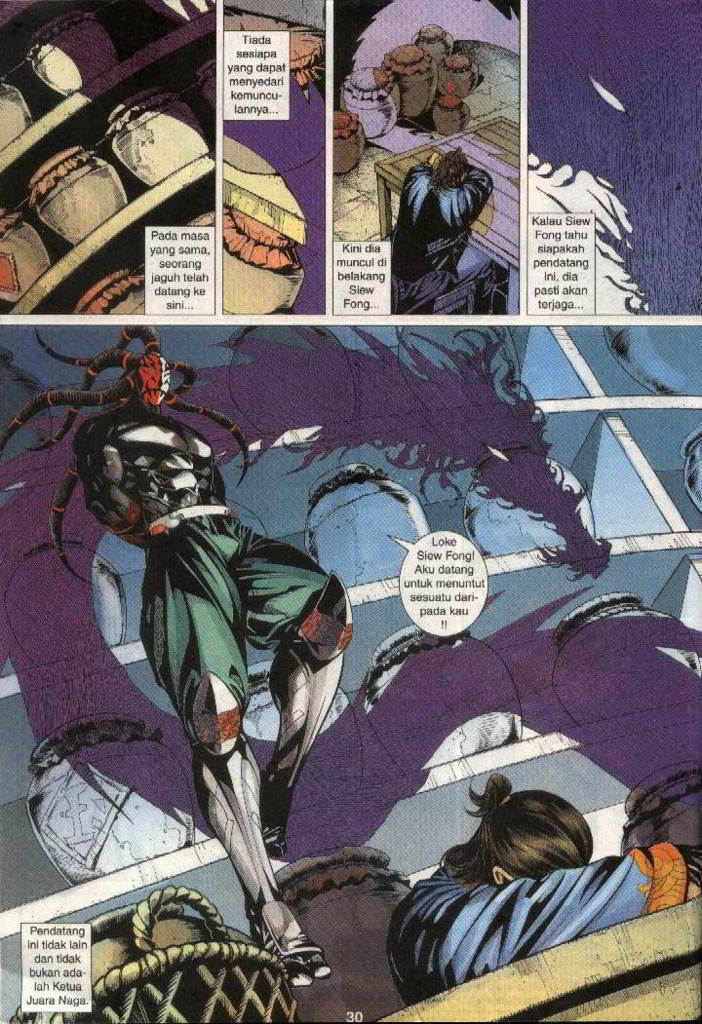 Pada masa
yang sama,
seorang
jaguh telah
datang ke
sini...
Tiada
sesiapa
yang dapat
menyedari
kemuncu-
lannya...
Kini dia
muncul di
belakang
Siew
Fong...
Kalau Siew
Fong tahu
siapakah
pendatang
ini, dia
pasti akan
terjaga...
Loke
Siew Fong!
Aku datang
untuk menuntut
sesuatu dari-
pada kau
!!
Pendatang
ini tidak lain
dan tidak
bukan ada-
lah Ketua
Juara Naga.
30